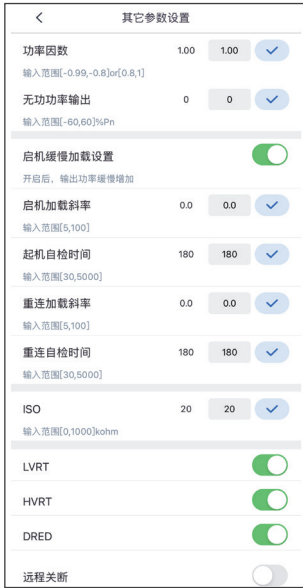 其它参数设置
功率因数 1.00 1.00
输入范围[-0.99,-0.8]or[0.8,1]
无功功率输出 0 0
输入范围[-60,60]%Pn
启机缓慢加载设置
开启后，输出功率缓慢增加
启机加载斜率 0.0 0.0
输入范围[5,100]
起机自检时间 180 180
输入范围[30,5000]
重连加载斜率 0.0 0.0
输入范围[5,100]
重连自检时间 180 180
输入范围[30,5000]
ISO 20 20
输入范围[0,1000]kohm
LVRT
HVRT
DRED
远程关断